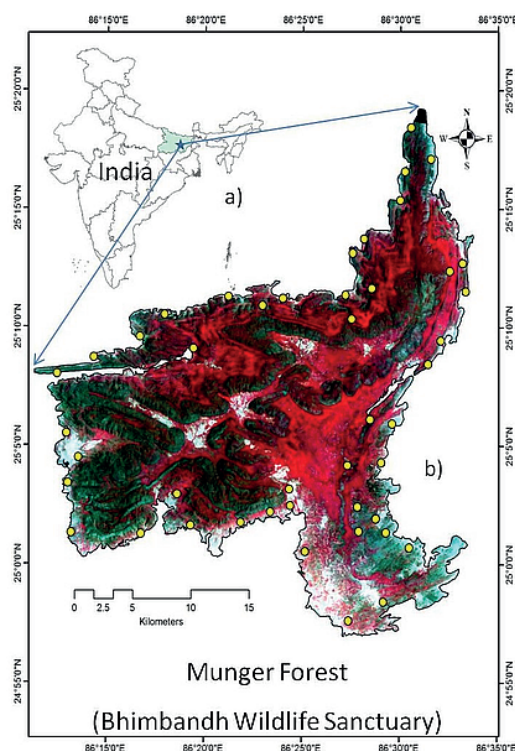 86°15'0"E 86°20'0"E 86°25'0"E 86°30'0"E 86°35'0"E
25°20'0"N 25°20'0"N
N
W E
S
India
a)
25°15'0"N 25°15'0"N
25°10'0"N 25°10'0"N
25°5'0"N 25°5'0"N
b)
25°0'0"N 25°0'0"N
0 2.5 5 10 15
Kilometers
24°55'0"N 24°55'0"N
Munger Forest
(Bhimbandh Wildlife Sanctuary)
86°15'0"E 86°20'0"E 86°25'0"E 86°30'0"E 86°35'0"E